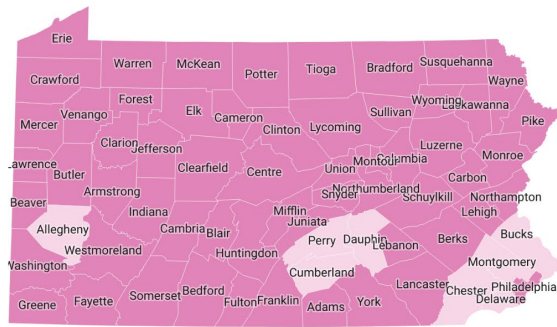 Erie
Warren
McKean
Potter
Tioga
Bradford
Susquehanna
Crawford
Wayne
Forest
Wyoming
Lackawanna
Venango
Elk
Cameron
Sullivan
Mercer
Clinton
Lycoming
Pike
Clarion
Jefferson
Luzerne
Monroe
Lawrence
Butler
Clearfield
Centre
Union
Montour
Columbia
Carbon
Armstrong
Snyder
Northumberland
Beaver
Schuylkill
Northampton
Indiana
Mifflin
Lehigh
Allegheny
Cambria
Blair
Juniata
Perry
Dauphin
Lebanon
Berks
Bucks
Westmoreland
Huntingdon
Montgomery
Washington
Cumberland
Lancaster
Chester
Philadelphia
Somerset
Bedford
Delaware
Greene
Fayette
Fulton
Franklin
Adams
York